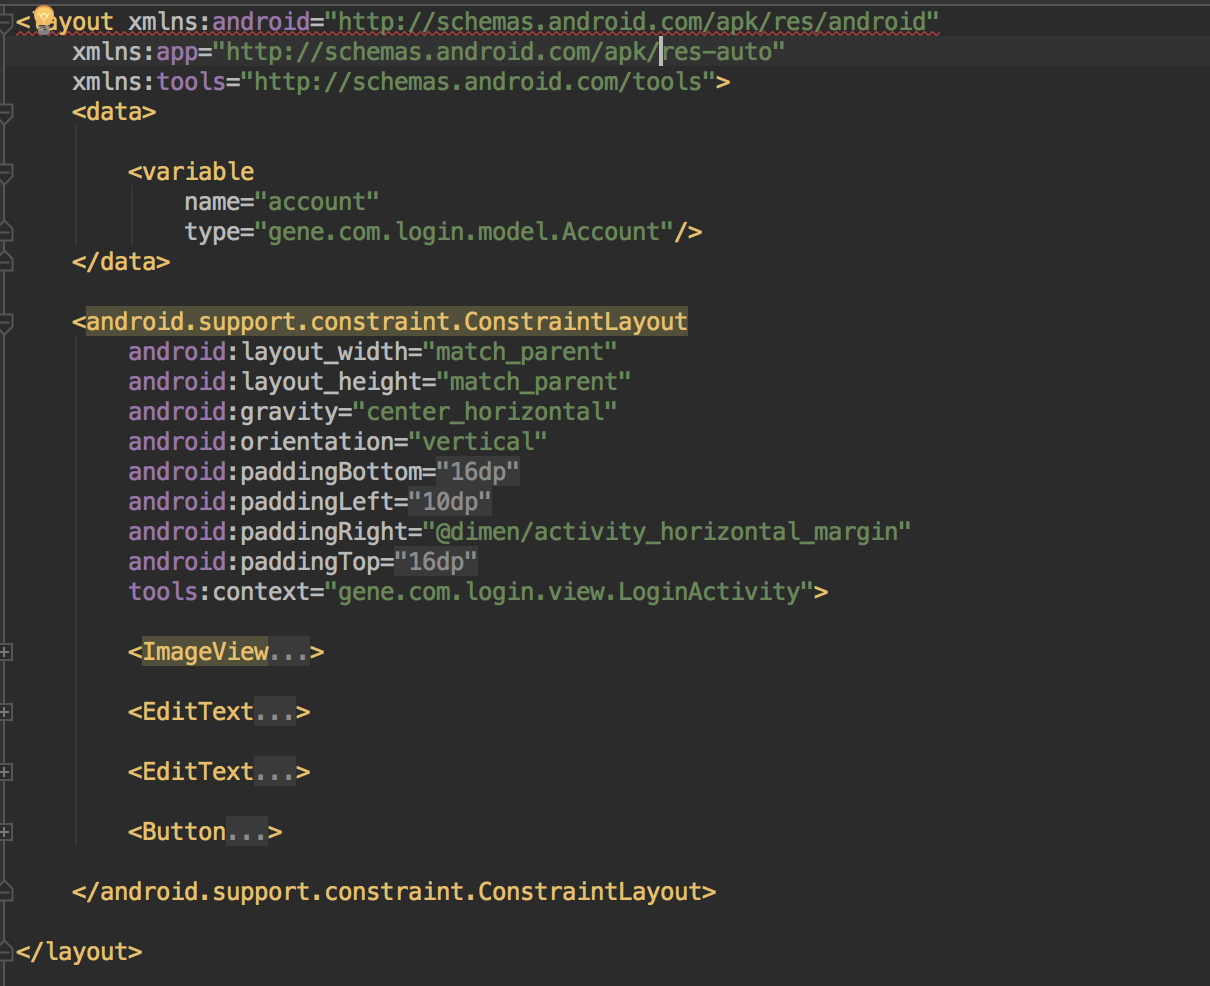 <layout xmlns:android="http://schemas.android.com/apk/res/android"
xmlns:app="http://schemas.android.com/apk/res-auto"
xmlns:tools="http://schemas.android.com/tools">
<data>
<variable
name="account"
type="gene.com.login.model.Account"/>
</data>
<android.support.constraint.ConstraintLayout
android:layout_width="match_parent"
android:layout_height="match_parent"
android:gravity="center_horizontal"
android:orientation="vertical"
android:paddingBottom="16dp"
android:paddingLeft="10dp"
android:paddingRight="@dimen/activity_horizontal_margin"
android:paddingTop="16dp"
tools:context="gene.com.login.view.LoginActivity">
<ImageView...>
<EditText...>
<EditText...>
<Button...>
</android.support.constraint.ConstraintLayout>
</layout>